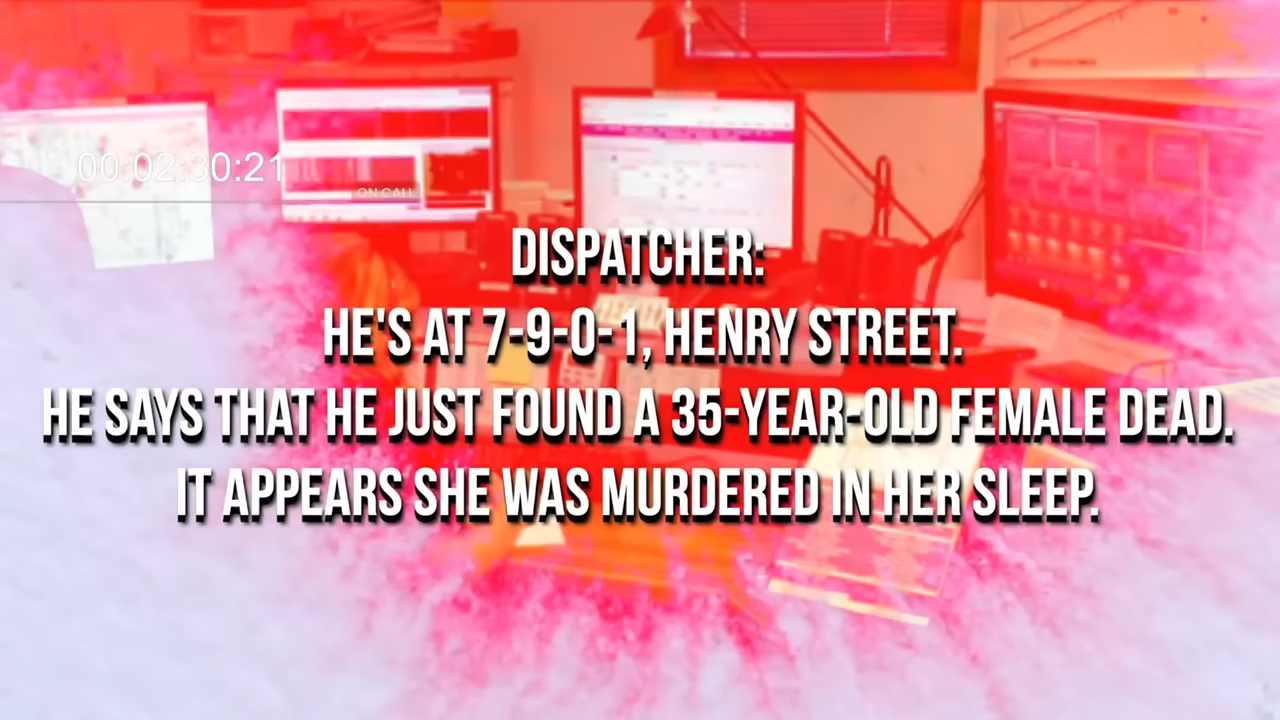 00:02:30:21
ON CALL
DISPATCHER:
HE'S AT 7-9-0-1, HENRY STREET.
HE SAYS THAT HE JUST FOUND A 35-YEAR-OLD FEMALE DEAD.
IT APPEARS SHE WAS MURDERED IN HER SLEEP.